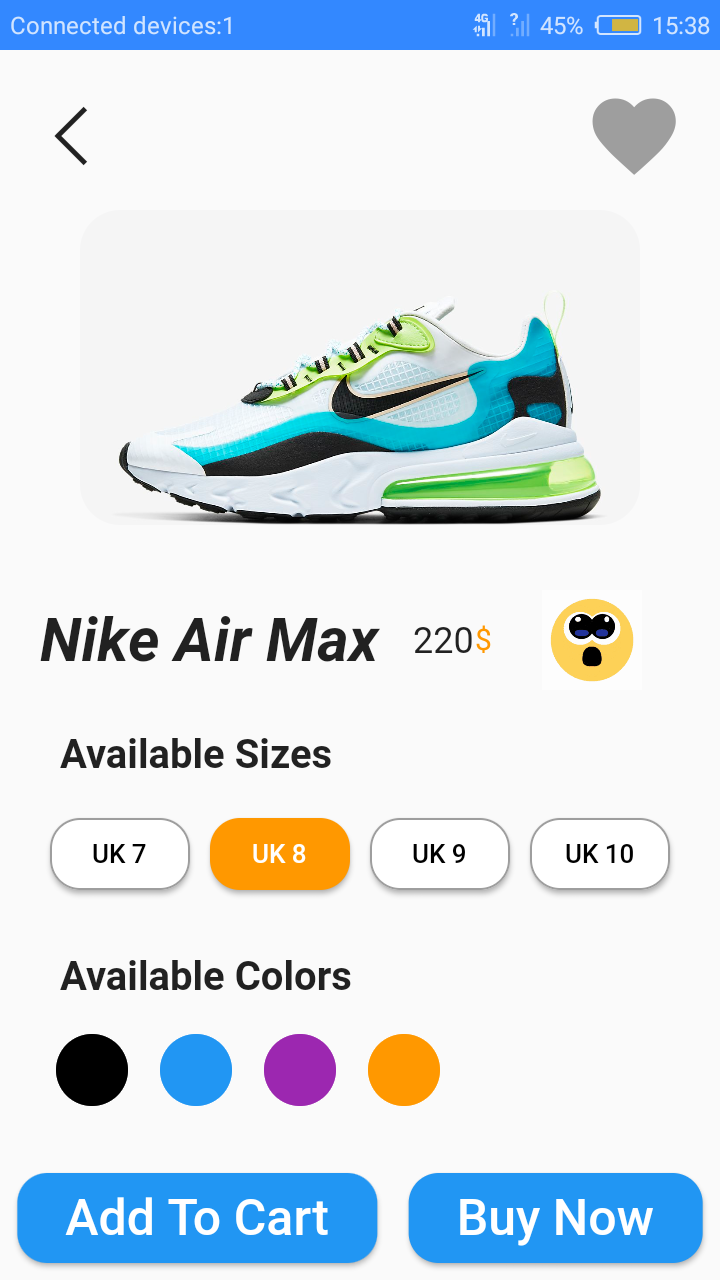 Connected devices:1 4G ? 45% 15:38
Nike Air Max 220$
Available Sizes
UK 7 UK 8 UK 9 UK 10
Available Colors
Add To Cart Buy Now